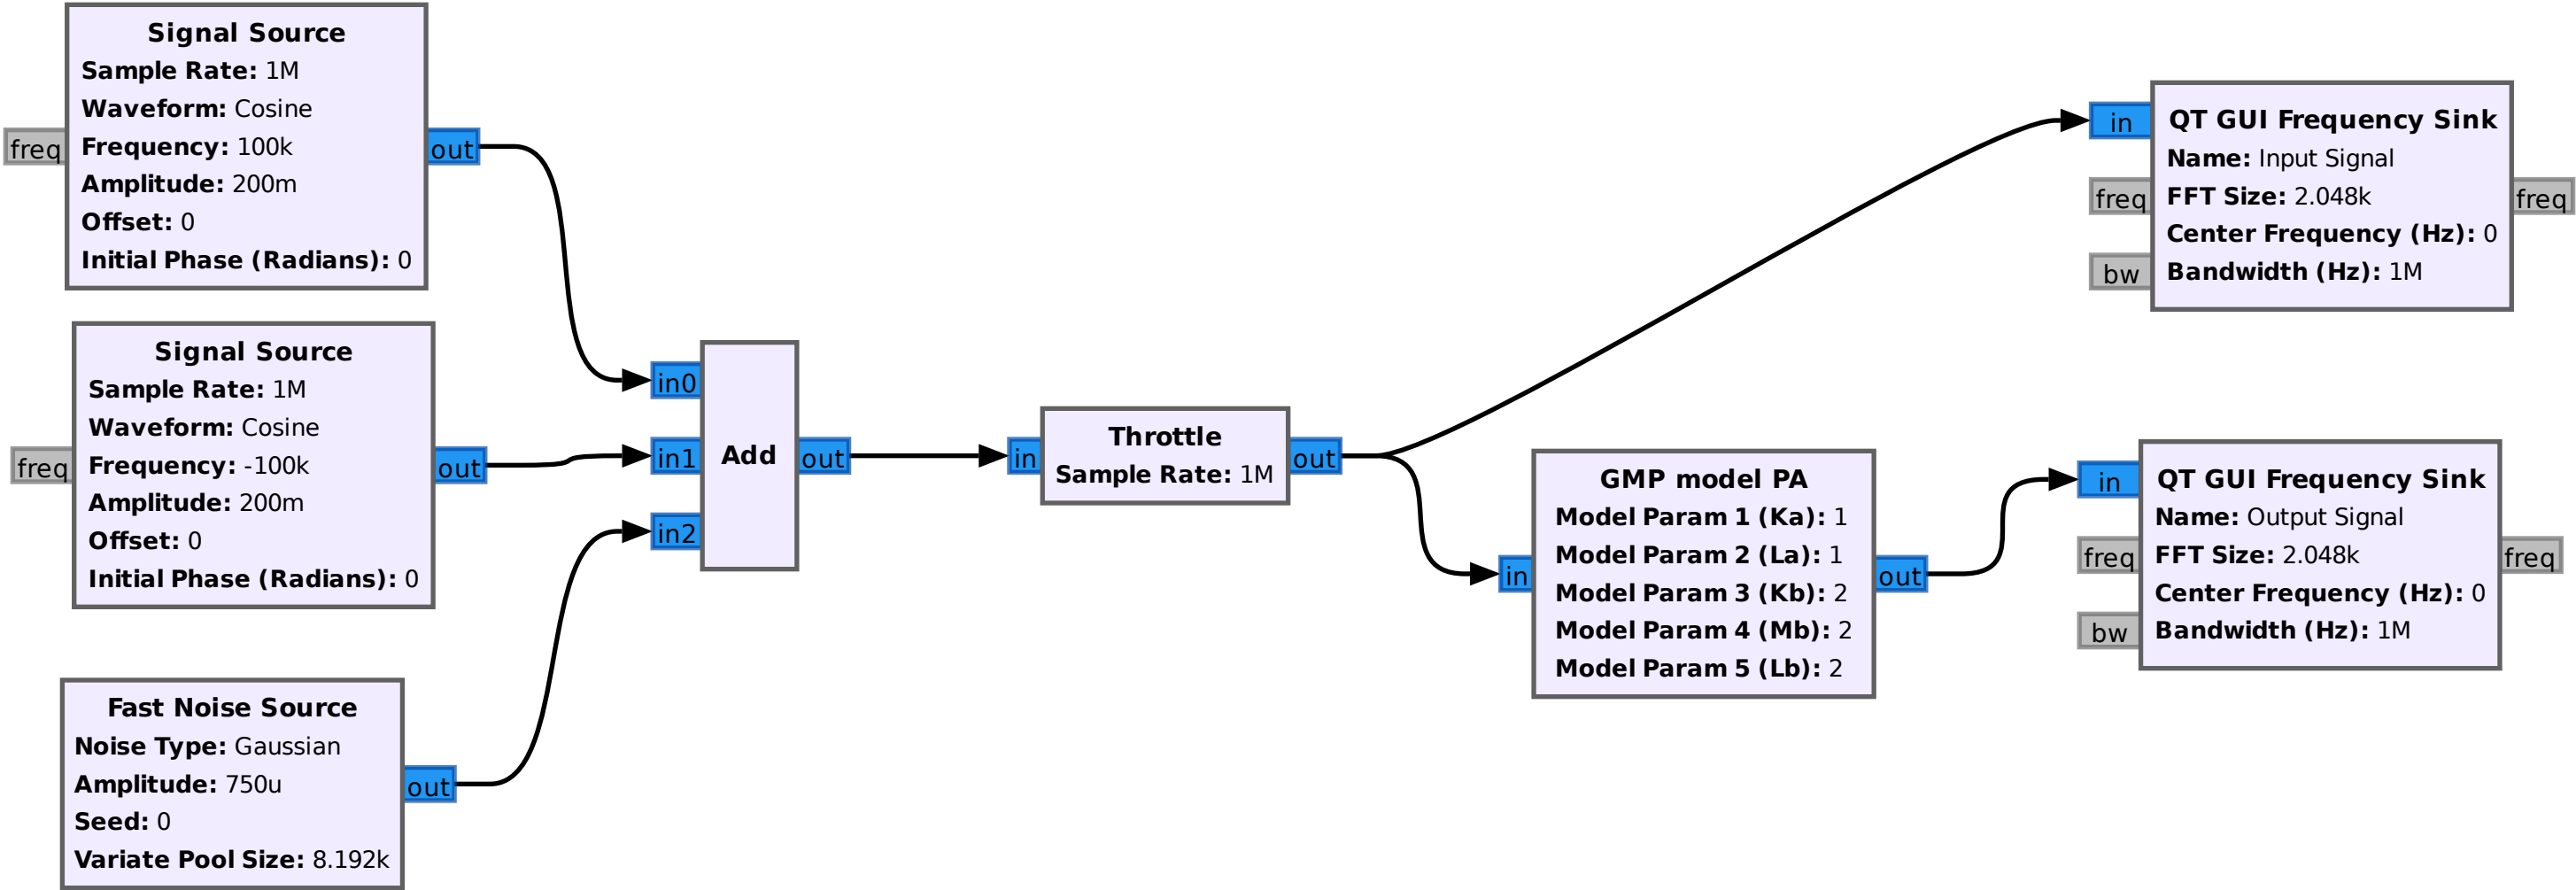 Signal Source
Sample Rate: 1M
Waveform: Cosine
Frequency: 100k
Amplitude: 200m
Offset: 0
Initial Phase (Radians): 0
freq
out
Signal Source
Sample Rate: 1M
Waveform: Cosine
Frequency: -100k
Amplitude: 200m
Offset: 0
Initial Phase (Radians): 0
freq
out
Fast Noise Source
Noise Type: Gaussian
Amplitude: 750u
Seed: 0
Variate Pool Size: 8.192k
out
in0
in1
in2
Add
out
in
Throttle
Sample Rate: 1M
out
in
GMP model PA
Model Param 1 (Ka): 1
Model Param 2 (La): 1
Model Param 3 (Kb): 2
Model Param 4 (Mb): 2
Model Param 5 (Lb): 2
out
in
freq
bw
QT GUI Frequency Sink
Name: Input Signal
FFT Size: 2.048k
Center Frequency (Hz): 0
Bandwidth (Hz): 1M
freq
in
freq
bw
QT GUI Frequency Sink
Name: Output Signal
FFT Size: 2.048k
Center Frequency (Hz): 0
Bandwidth (Hz): 1M
freq